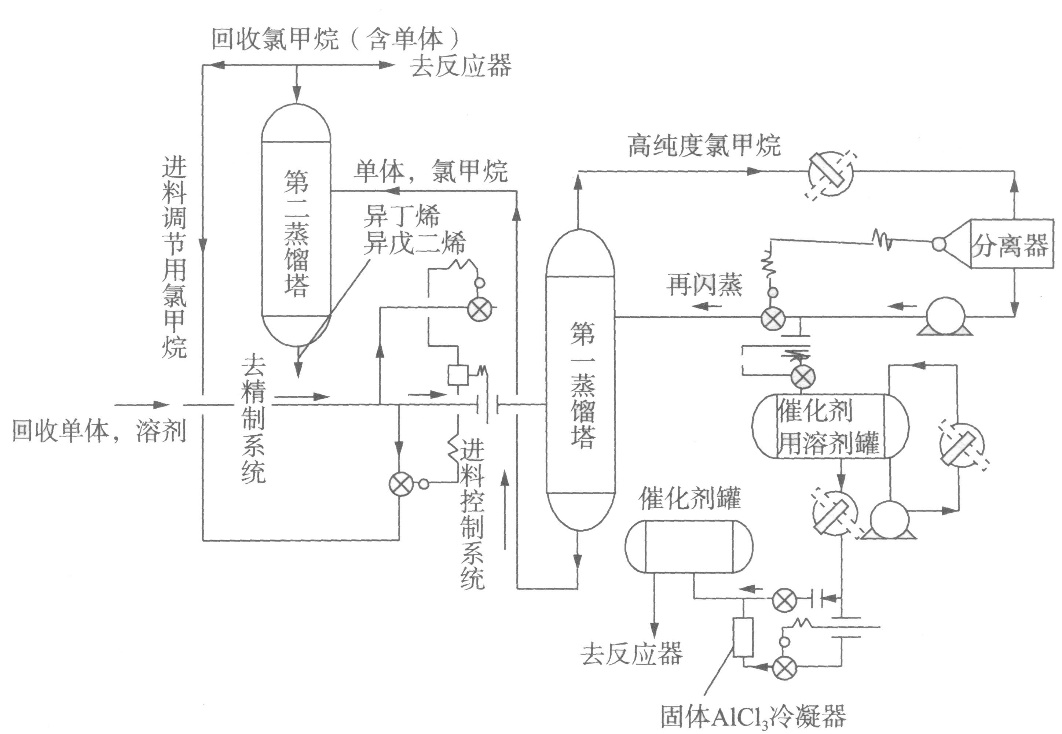 回收氯甲烷（含单体）
去反应器
进料调节用氯甲烷
第二蒸馏塔
单体，氯甲烷
异丁烯
异戊二烯
高纯度氯甲烷
分离器
再闪蒸
第一蒸馏塔
去精制系统
回收单体，溶剂
进料控制系统
催化剂
用溶剂罐
催化剂罐
去反应器
固体AlCl₃冷凝器